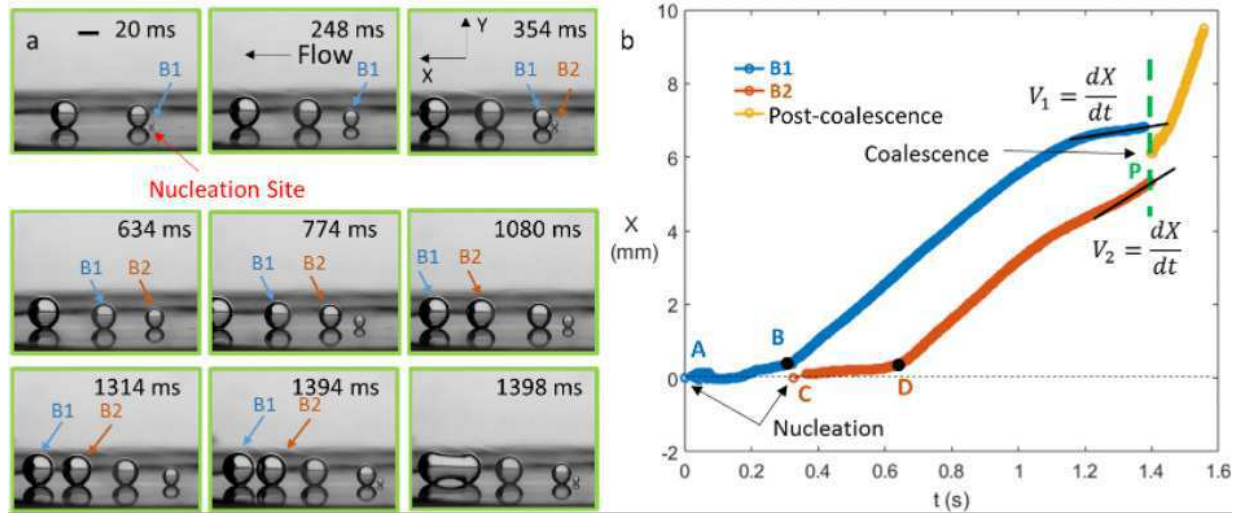 a
20 ms
B1
Nucleation Site
248 ms
Flow
B1
354 ms
Y
X
B1
B2
634 ms
B1
B2
774 ms
B1
B2
1080 ms
B1
B2
1314 ms
B1
B2
1394 ms
B1
B2
1398 ms
b
10
8
6
4
2
0
-2
X
(mm)
B1
B2
Post-coalescence
V₁ = dX/dt
Coalescence
P
V₂ = dX/dt
A
B
C
D
Nucleation
0 0.2 0.4 0.6 0.8 1 1.2 1.4 1.6
t (s)